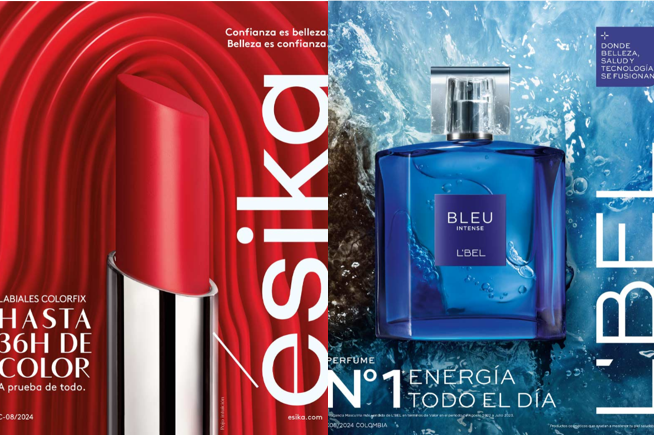 Confianza es belleza
Belleza es confianza
ésika
LABIALES COLORFIX
HASTA
36H DE
COLOR
A prueba de todo.
C-08/2024
esika.com
DONDE
BELLEZA,
SALUD Y
TECNOLOGÍA
SE FUSIONAN
BLEU
INTENSE
L'BEL
L'BEL
PERFUME
Nº1 ENERGÍA
TODO EL DÍA
08/2024 COLOMBIA